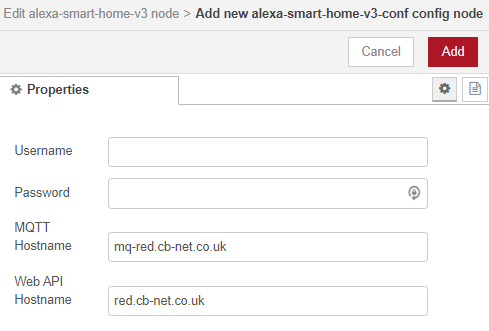 Edit alexa-smart-home-v3 node > Add new alexa-smart-home-v3-conf config node
Cancel Add
Properties
Username
Password
MQTT
Hostname mq-red.cb-net.co.uk
Web API
Hostname red.cb-net.co.uk